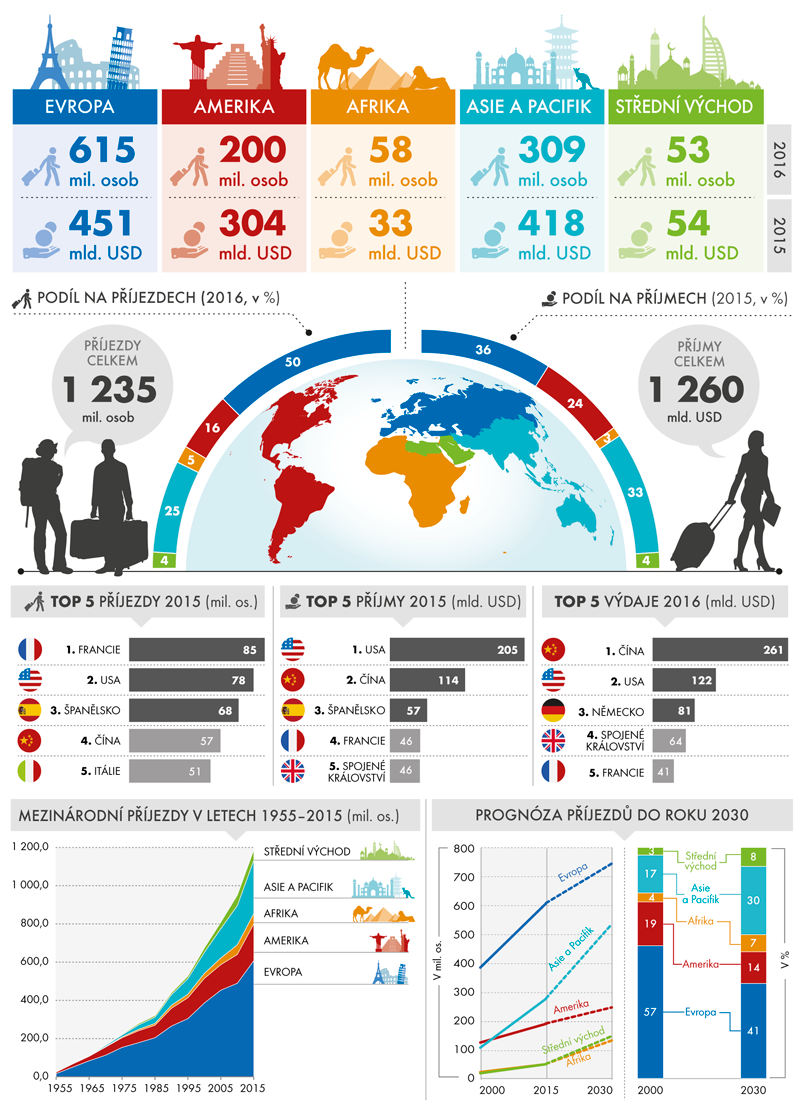 EVROPA
AMERIKA
AFRIKA
ASIE A PACIFIK
STŘEDNÍ VÝCHOD
615
mil. osob
200
mil. osob
58
mil. osob
309
mil. osob
53
mil. osob
2016
451
mld. USD
304
mld. USD
33
mld. USD
418
mld. USD
54
mld. USD
2015
PODÍL NA PŘÍJEZDECH (2016, v %)
PODÍL NA PŘÍJMECH (2015, v %)
PŘÍJEZDY
CELKEM
1 235
mil. osob
50
16
5
25
4
36
24
33
4
PŘÍJMY
CELKEM
1 260
mld. USD
TOP 5 PŘÍJEZDY 2015 (mil. os.)
1. FRANCIE 85
2. USA 78
3. ŠPANĚLSKO 68
4. ČÍNA 57
5. ITÁLIE 51
TOP 5 PŘÍJMY 2015 (mld. USD)
1. USA 205
2. ČÍNA 114
3. ŠPANĚLSKO 57
4. FRANCIE 46
5. SPOJENÉ
KRÁLOVSTVÍ 46
TOP 5 VÝDAJE 2016 (mld. USD)
1. ČÍNA 261
2. USA 122
3. NĚMECKO 81
4. SPOJENÉ
KRÁLOVSTVÍ 64
5. FRANCIE 41
MEZINÁRODNÍ PŘÍJEZDY V LETECH 1955–2015 (mil. os.)
1 200,0
1 000,0
800,0
600,0
400,0
200,0
0,0
1955 1965 1975 1985 1995 2005 2015
STŘEDNÍ VÝCHOD
ASIE A PACIFIK
AFRIKA
AMERIKA
EVROPA
PROGNÓZA PŘÍJEZDŮ DO ROKU 2030
V mil. os.
800
700
600
500
400
300
200
100
0
2000 2015 2030
Evropa
Asie a Pacifik
Amerika
Střední východ
Afrika
3
17
4
19
57
2000
Střední
východ
Asie
a Pacifik
Afrika
Amerika
Evropa
8
30
7
14
41
2030
V %